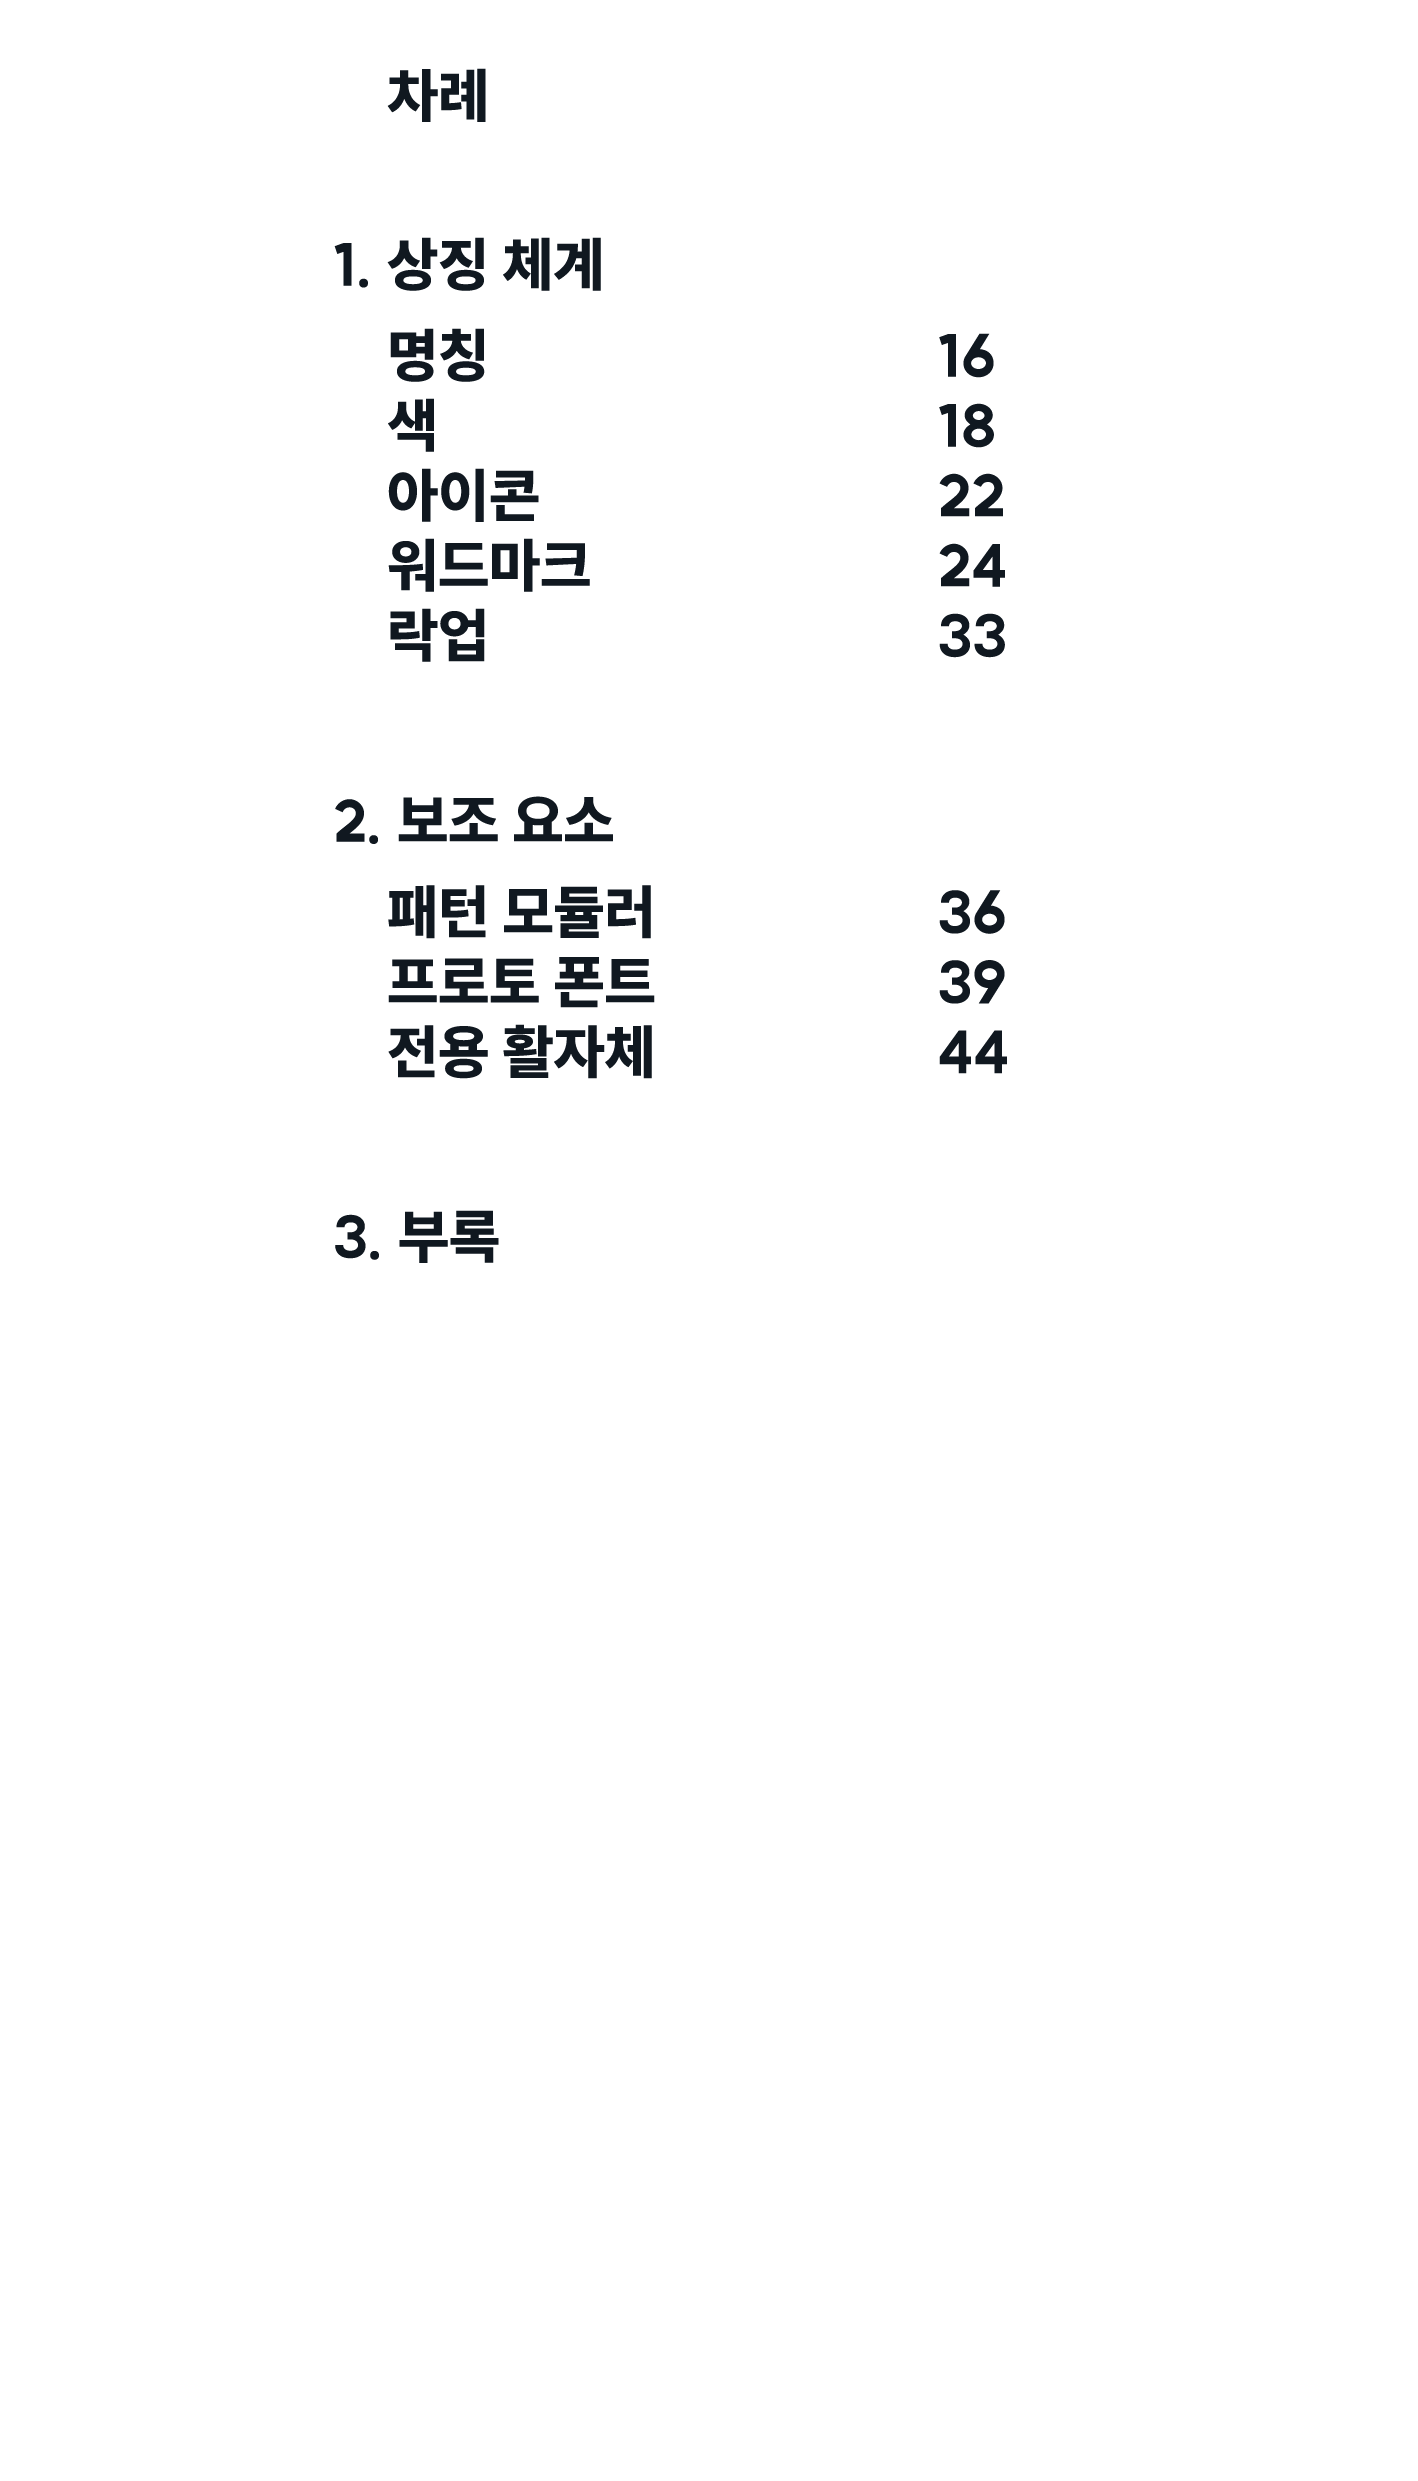 차례
1. 상징 체계
명칭 16
색 18
아이콘 22
워드마크 24
락업 33
2. 보조 요소
패턴 모듈러 36
프로토 폰트 39
전용 활자체 44
3. 부록